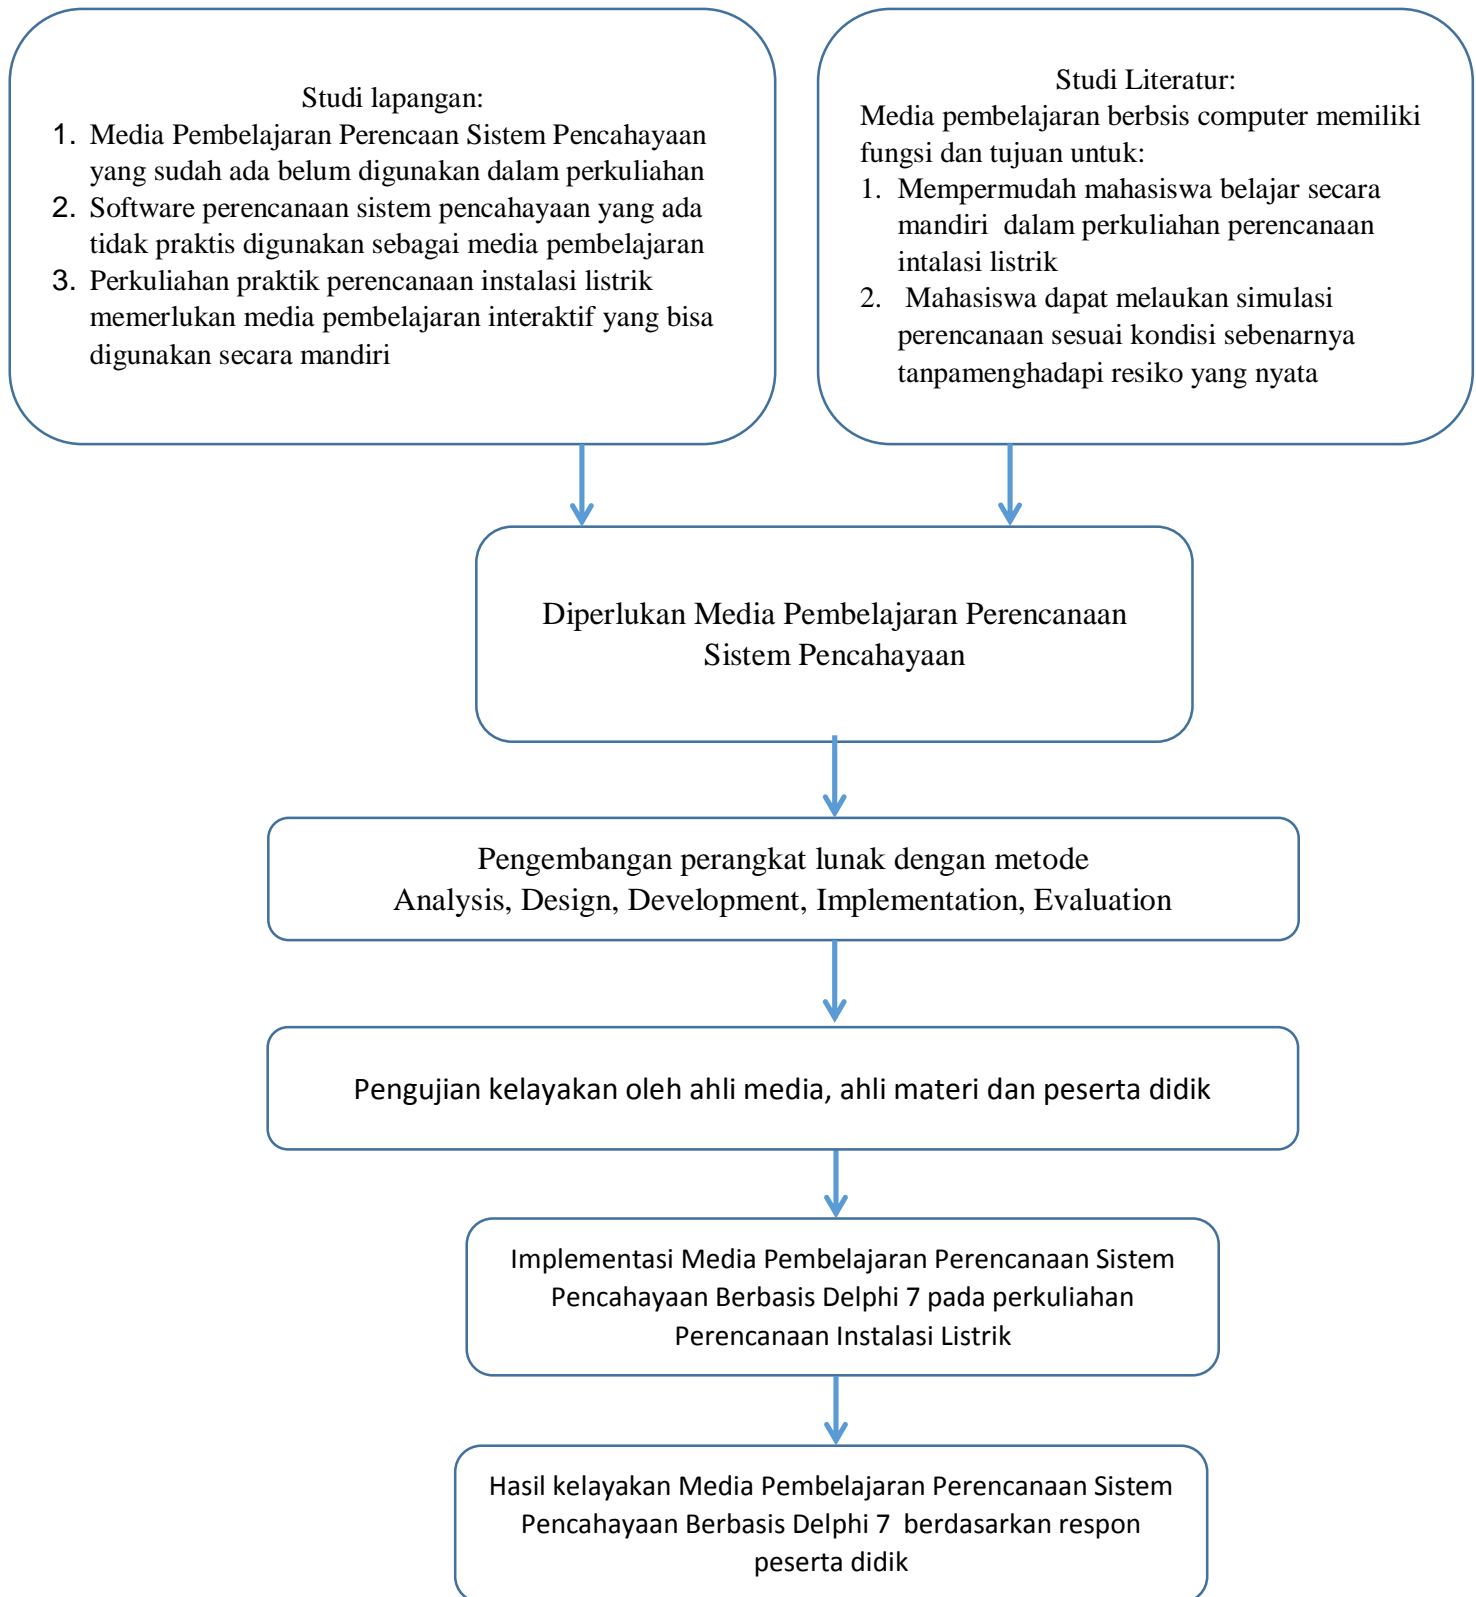 Studi lapangan:
1. Media Pembelajaran Perencaan Sistem Pencahayaan
yang sudah ada belum digunakan dalam perkuliahan
2. Software perencanaan sistem pencahayaan yang ada
tidak praktis digunakan sebagai media pembelajaran
3. Perkuliahan praktik perencanaan instalasi listrik
memerlukan media pembelajaran interaktif yang bisa
digunakan secara mandiri
Studi Literatur:
Media pembelajaran berbsis computer memiliki
fungsi dan tujuan untuk:
1. Mempermudah mahasiswa belajar secara
mandiri dalam perkuliahan perencanaan
intalasi listrik
2. Mahasiswa dapat melaukan simulasi
perencanaan sesuai kondisi sebenarnya
tanpamenghadapi resiko yang nyata
Diperlukan Media Pembelajaran Perencanaan
Sistem Pencahayaan
Pengembangan perangkat lunak dengan metode
Analysis, Design, Development, Implementation, Evaluation
Pengujian kelayakan oleh ahli media, ahli materi dan peserta didik
Implementasi Media Pembelajaran Perencanaan Sistem
Pencahayaan Berbasis Delphi 7 pada perkuliahan
Perencanaan Instalasi Listrik
Hasil kelayakan Media Pembelajaran Perencanaan Sistem
Pencahayaan Berbasis Delphi 7 berdasarkan respon
peserta didik